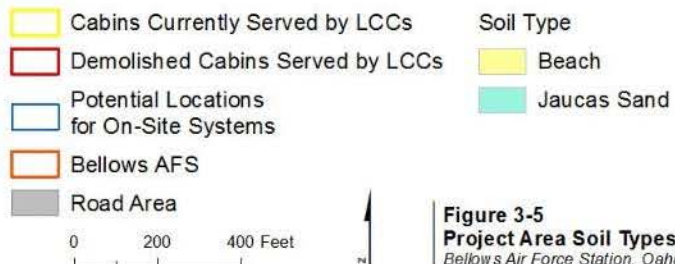 Cabins Currently Served by LCCs
Demolished Cabins Served by LCCs
Potential Locations
for On-Site Systems
Bellows AFS
Road Area
Soil Type
Beach
Jaucas Sand
0 200 400 Feet
N
Figure 3-5
Project Area Soil Types
Bellows Air Force Station, Oahu